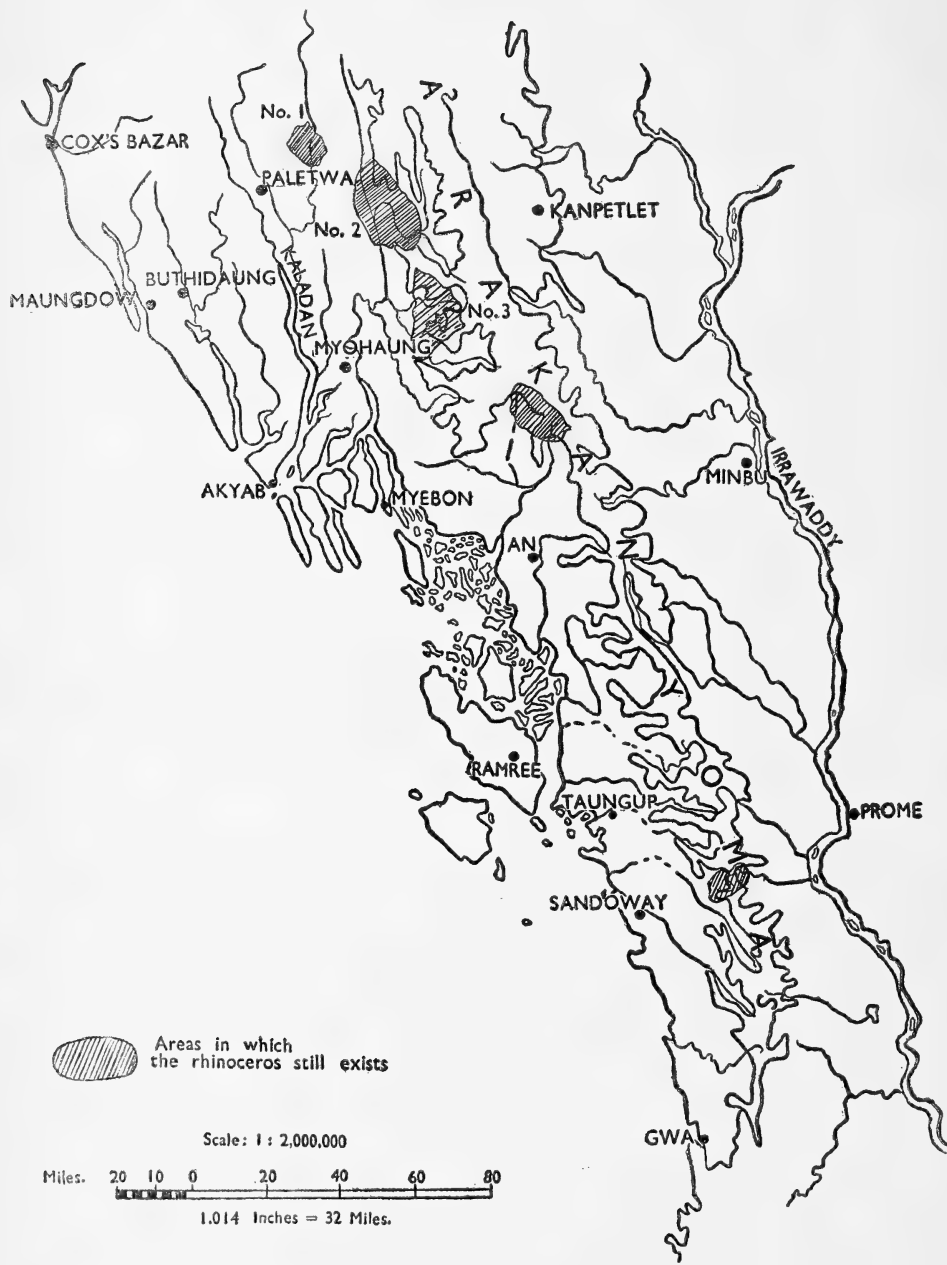 No. 1
COX'S BAZAR
PALETWA
KANPETLET
No. 2
KALADAN
BUTHIDAUNG
MAUNGDOW
No.3
MYOHAUNG
ARAKAN YOMA
MINBU
IRRAWADDY
AKYAB
MYEBON
AN
RAMREE
TAUNGUP
PROME
SANDOWAY
Areas in which
the rhinoceros still exists
GWA
Scale: 1 : 2,000,000
Miles. 20 10 0 20 40 60 80
1.014 Inches = 32 Miles.